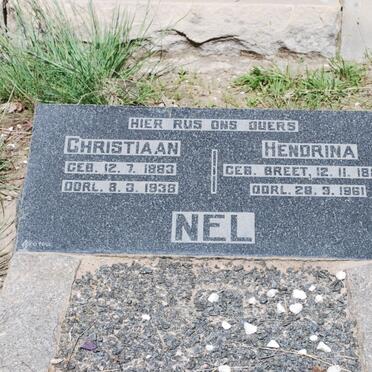 HIER RUS ONS OUERS
CHRISTIAAN
GEB. 12. 7. 1883
OORL. 8. 3. 1938
HENDRINA
GEB. BREET, 12. 11.
OORL. 28. 3. 1961
NEL